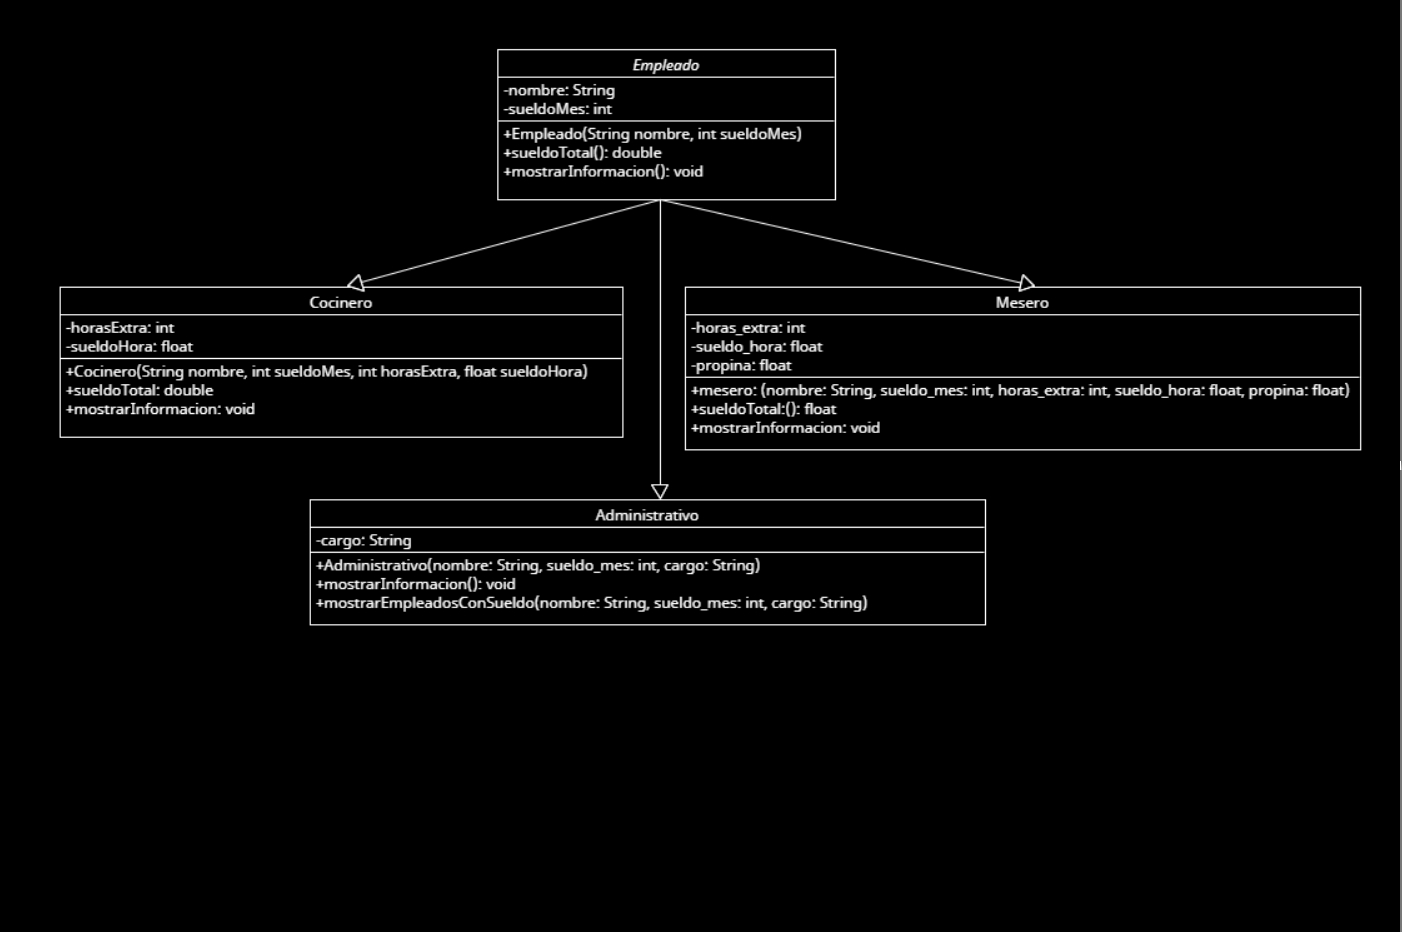 Empleado
-nombre: String
-sueldoMes: int
+Empleado(String nombre, int sueldoMes)
+sueldoTotal(): double
+mostrarInformacion(): void
Cocinero
-horasExtra: int
-sueldoHora: float
+Cocinero(String nombre, int sueldoMes, int horasExtra, float sueldoHora)
+sueldoTotal: double
+mostrarInformacion: void
Mesero
-horas_extra: int
-sueldo_hora: float
-propina: float
+mesero: (nombre: String, sueldo_mes: int, horas_extra: int, sueldo_hora: float, propina: float)
+sueldoTotal:(): float
+mostrarInformacion: void
Administrativo
-cargo: String
+Administrativo(nombre: String, sueldo_mes: int, cargo: String)
+mostrarInformacion(): void
+mostrarEmpleadosConSueldo(nombre: String, sueldo_mes: int, cargo: String)